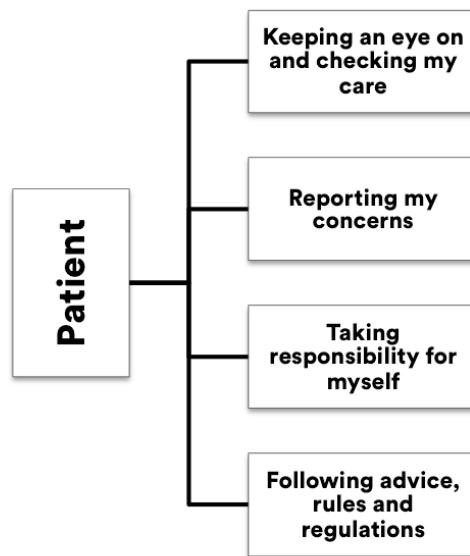 Keeping an eye on
and checking my
care
Reporting my
concerns
Patient
Taking
responsibility for
myself
Following advice,
rules and
regulations